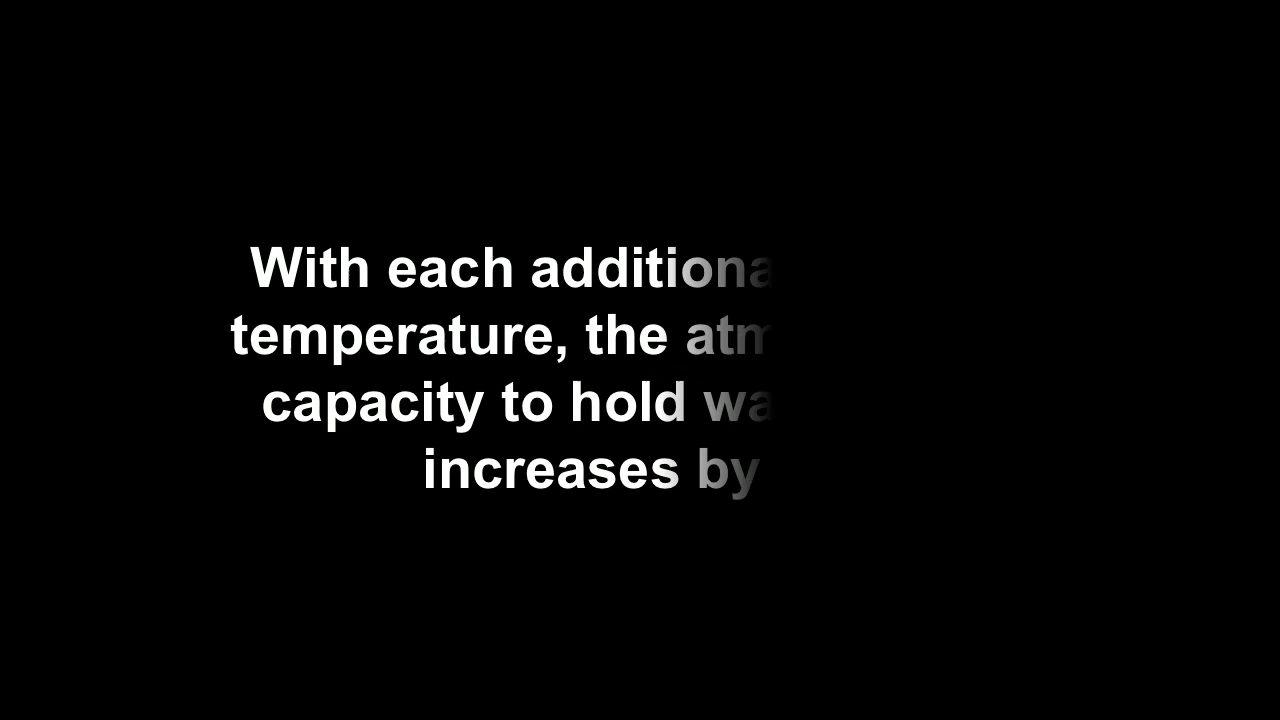 With each additiona
temperature, the atm
capacity to hold wa
increases by